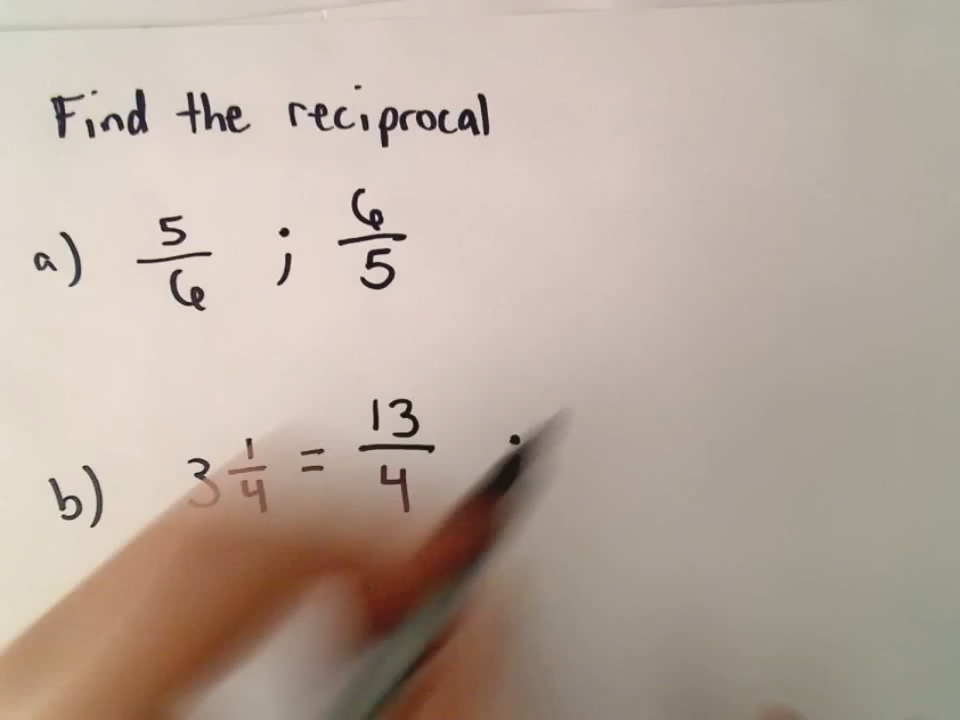 Find the reciprocal
a) 5/6 ; 6/5
b) 3 1/4 = 13/4